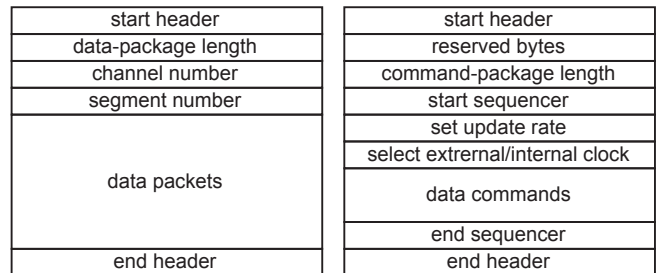 start header
data-package length
channel number
segment number
data packets
end header
start header
reserved bytes
command-package length
start sequencer
set update rate
select extrernal/internal clock
data commands
end sequencer
end header